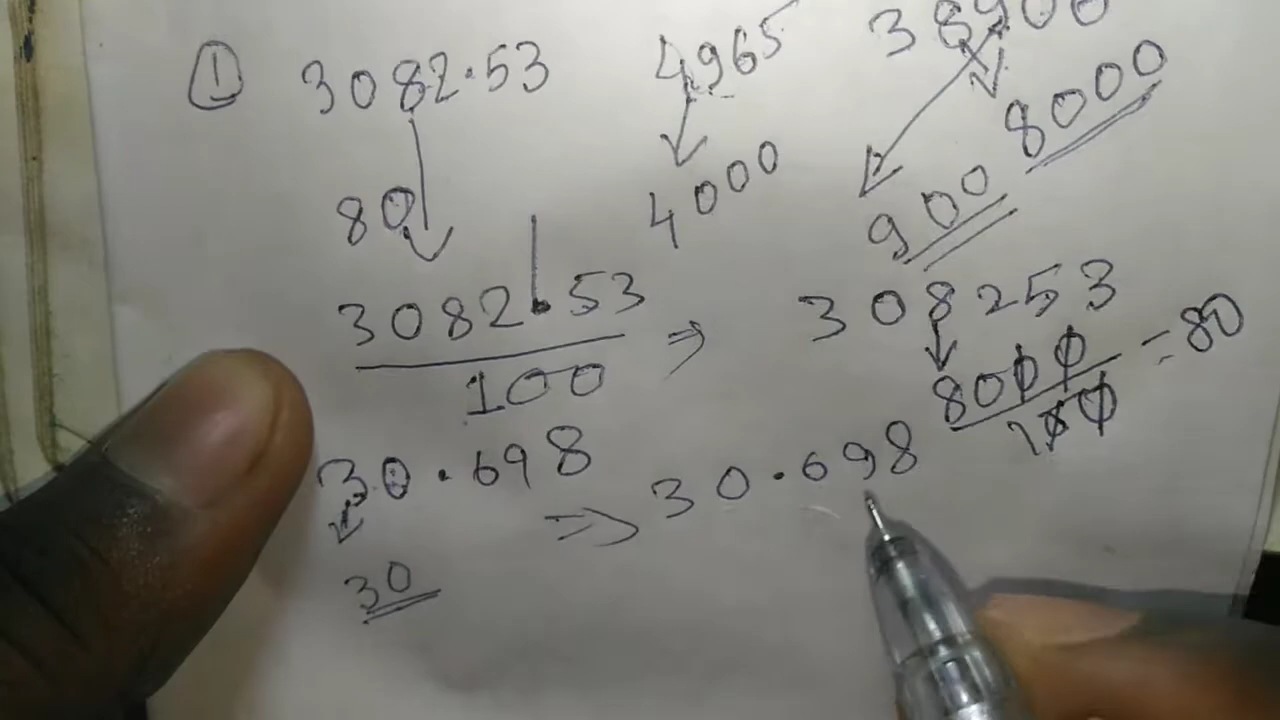 ① 3082.53 4965 38900
80 4000 900 8000
3082.53 ⇒ 308253
100 8000/100 = 80
30.698 ⇒ 30.698
30